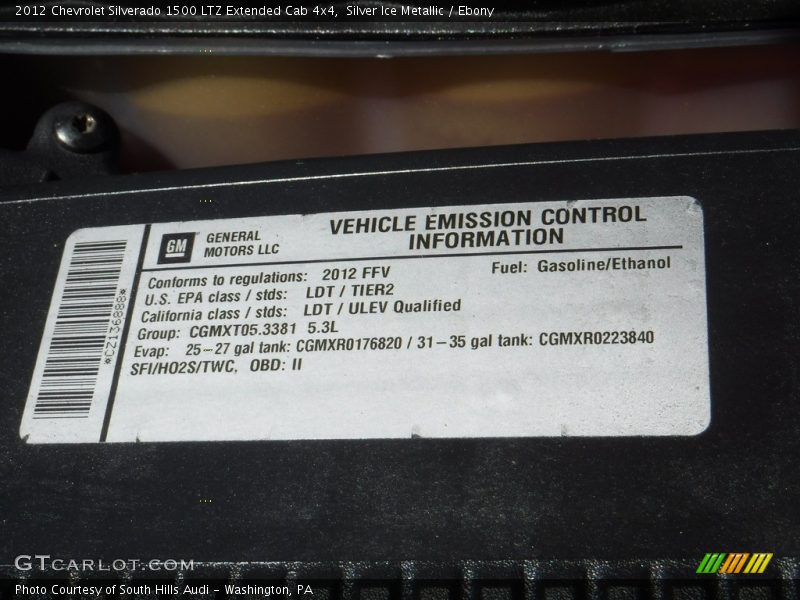 2012 Chevrolet Silverado 1500 LTZ Extended Cab 4x4,  Silver Ice Metallic / Ebony
GM
GENERAL
MOTORS LLC
VEHICLE EMISSION CONTROL
INFORMATION
Conforms to regulations: 2012 FFV
Fuel: Gasoline/Ethanol
U.S. EPA class / stds: LDT / TIER2
California class / stds: LDT / ULEV Qualified
Group: CGMXT05.3381 5.3L
Evap: 25–27 gal tank: CGMXR0176820 / 31–35 gal tank: CGMXR0223840
SFI/HO2S/TWC, OBD: II
*CZ136888*
GTCARLOT.COM
Photo Courtesy of South Hills Audi - Washington, PA